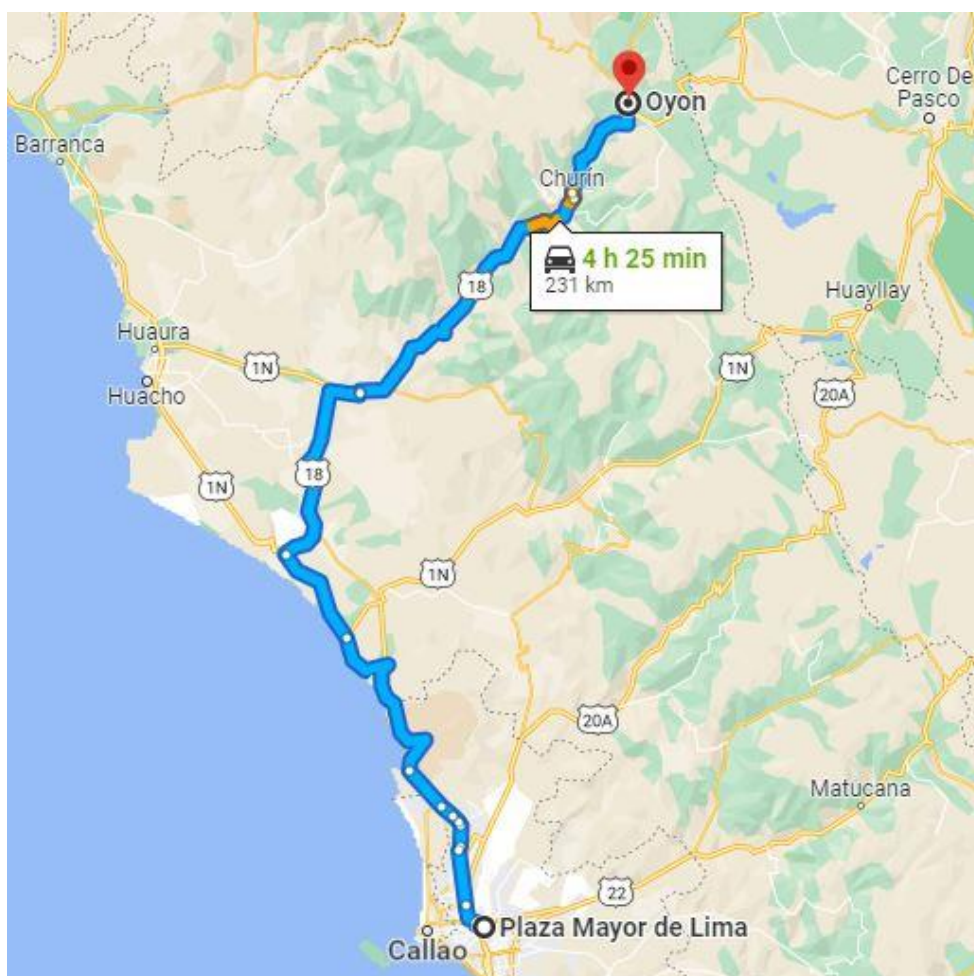 Oyon
Cerro De
Pasco
Barranca
Churín
4 h 25 min
231 km
18
Huayllay
Huaura
1N
1N
Huacho
20A
18
1N
1N
20A
Matucana
22
Plaza Mayor de Lima
Callao